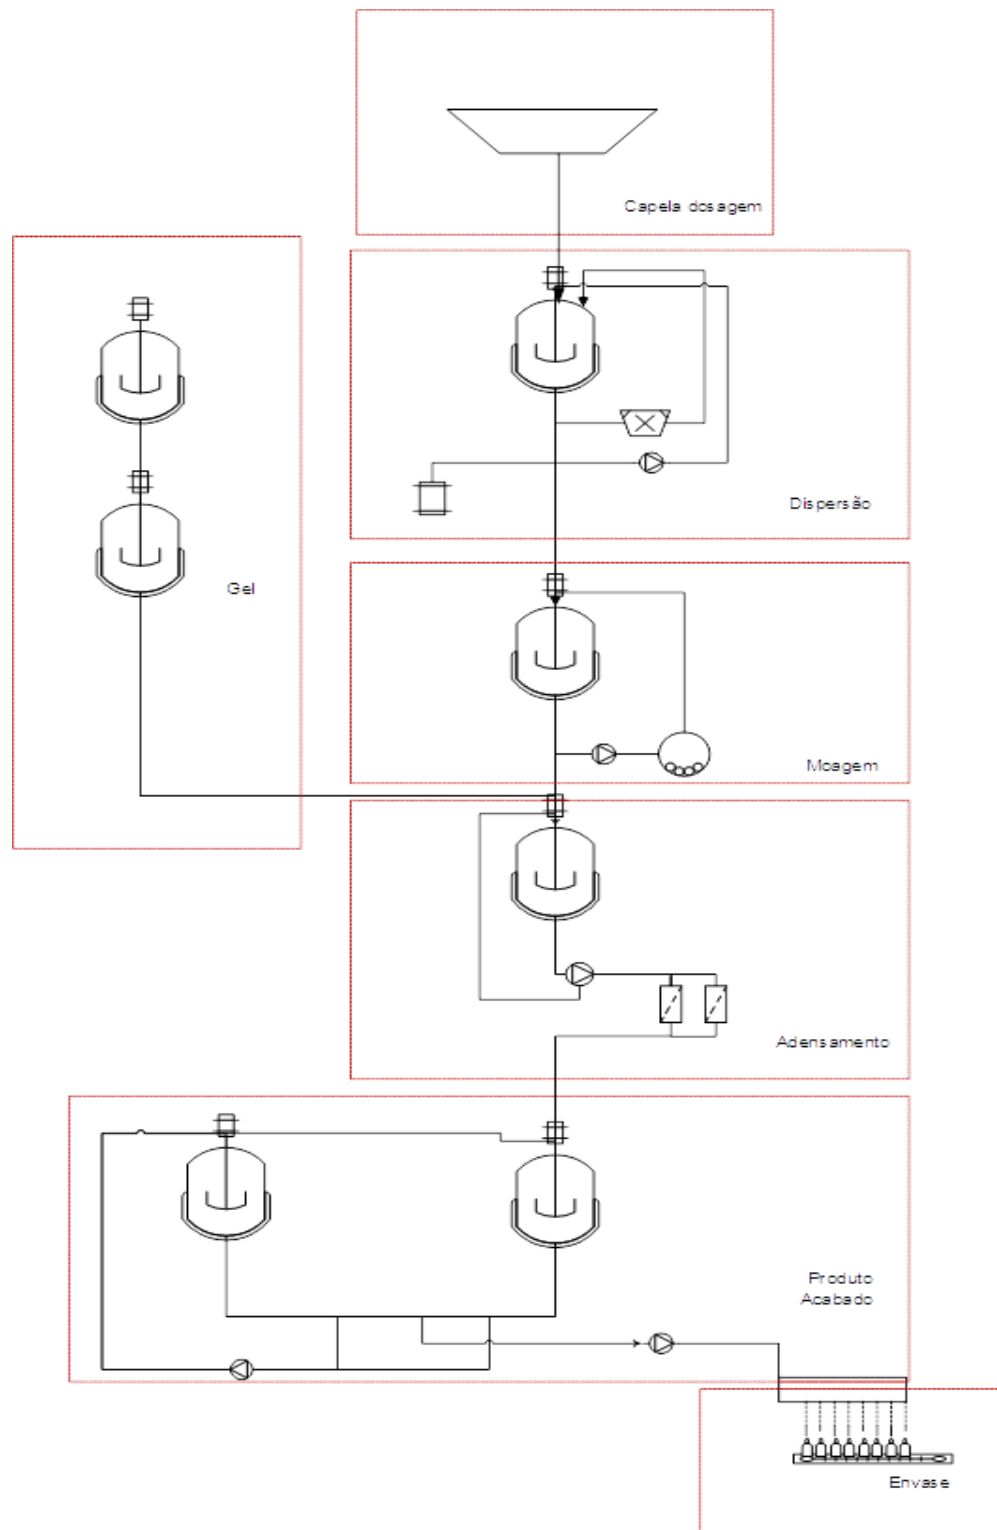 Capela dosagem
Dispersão
Gel
Moagem
Adensamento
Produto
Acabado
Envase